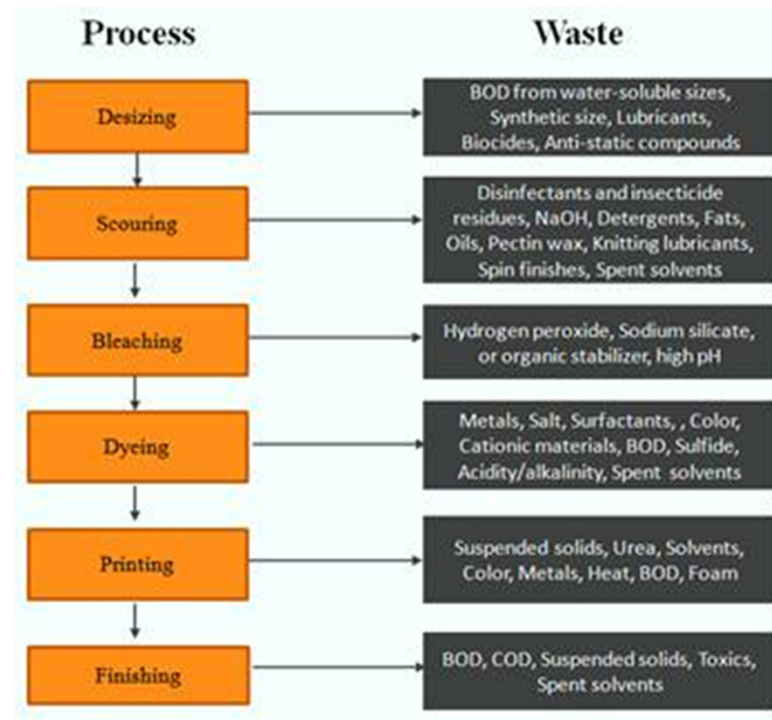 Process
Waste
Desizing
BOD from water-soluble sizes,
Synthetic size, Lubricants,
Biocides, Anti-static compounds
Scouring
Disinfectants and insecticide
residues, NaOH, Detergents, Fats,
Oils, Pectin wax, Knitting lubricants,
Spin finishes, Spent solvents
Bleaching
Hydrogen peroxide, Sodium silicate,
or organic stabilizer, high pH
Dyeing
Metals, Salt, Surfactants, , Color,
Cationic materials, BOD, Sulfide,
Acidity/alkalinity, Spent solvents
Printing
Suspended solids, Urea, Solvents,
Color, Metals, Heat, BOD, Foam
Finishing
BOD, COD, Suspended solids, Toxics,
Spent solvents